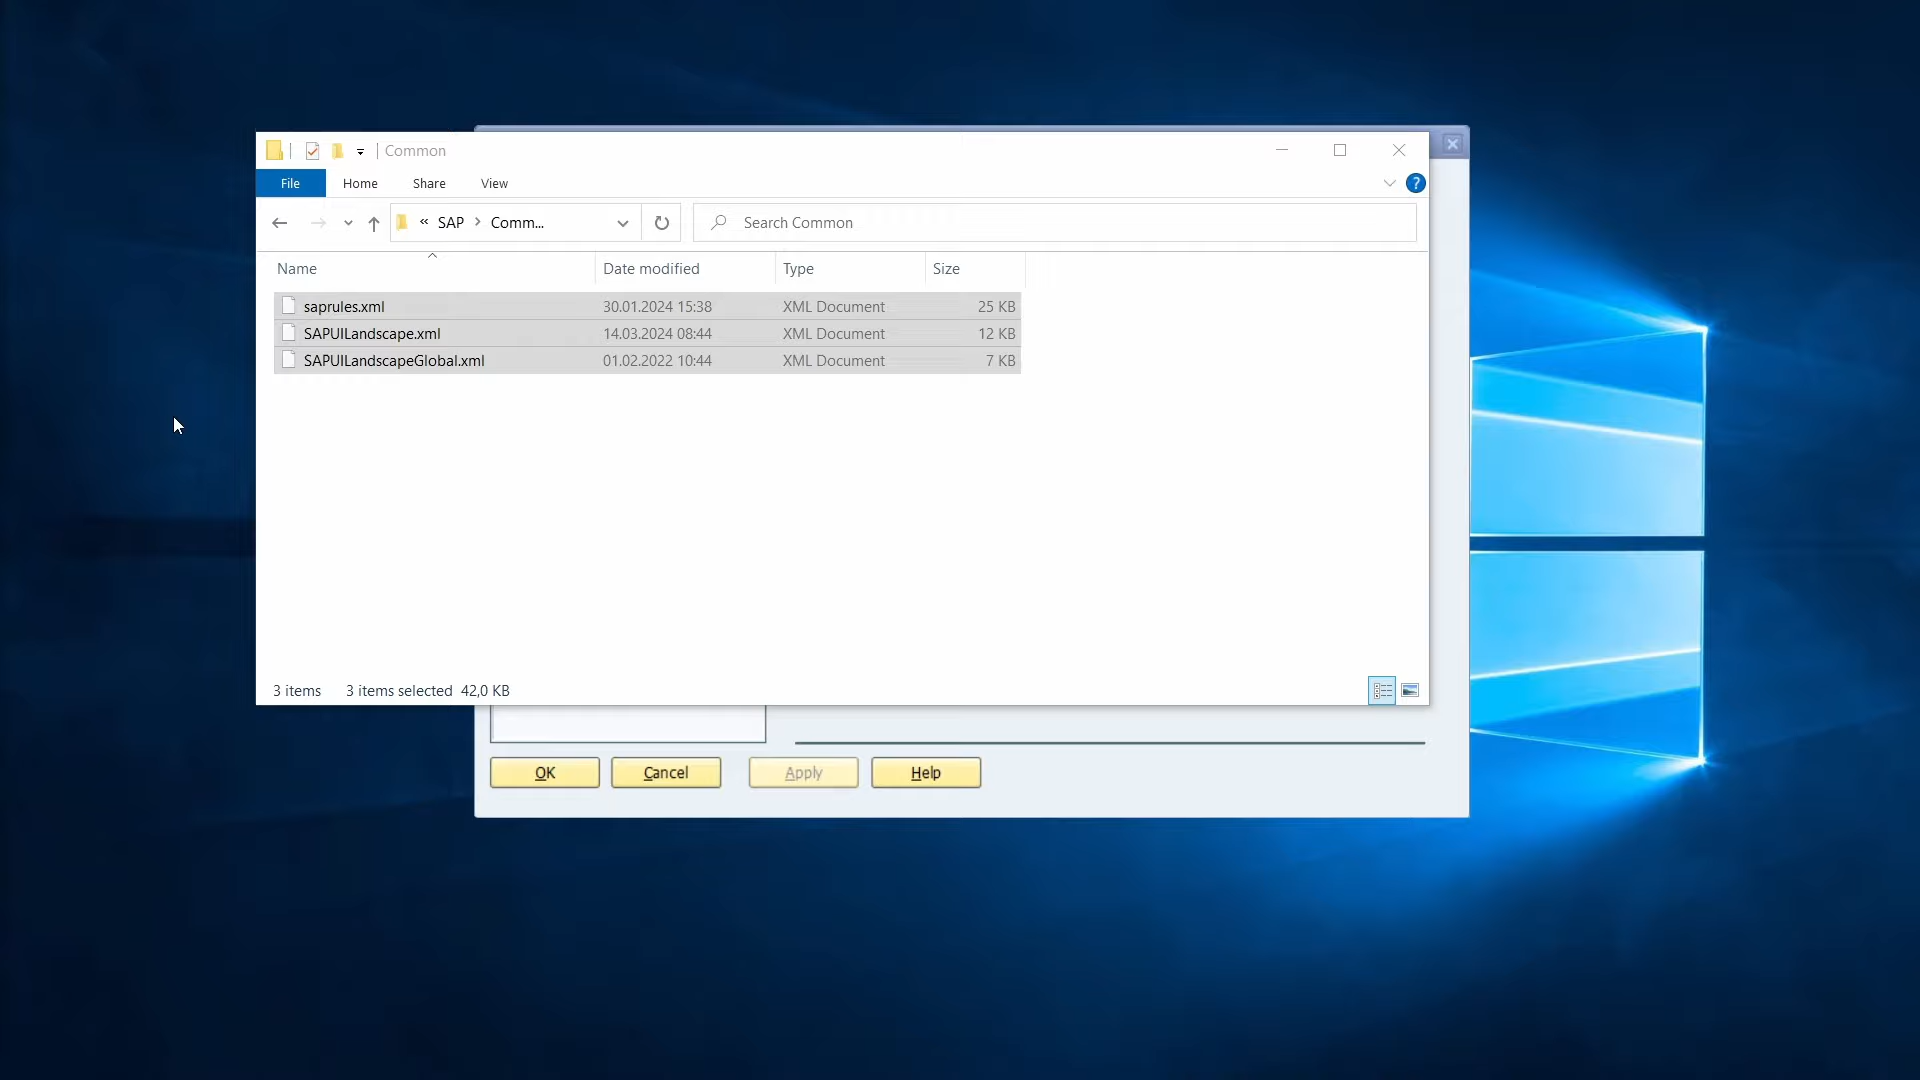 Common
File Home Share View
?
« SAP > Comm... Search Common
Name Date modified Type Size
saprules.xml 30.01.2024 15:38 XML Document 25 KB
SAPUILandscape.xml 14.03.2024 08:44 XML Document 12 KB
SAPUILandscapeGlobal.xml 01.02.2022 10:44 XML Document 7 KB
3 items 3 items selected 42,0 KB
OK Cancel Apply Help